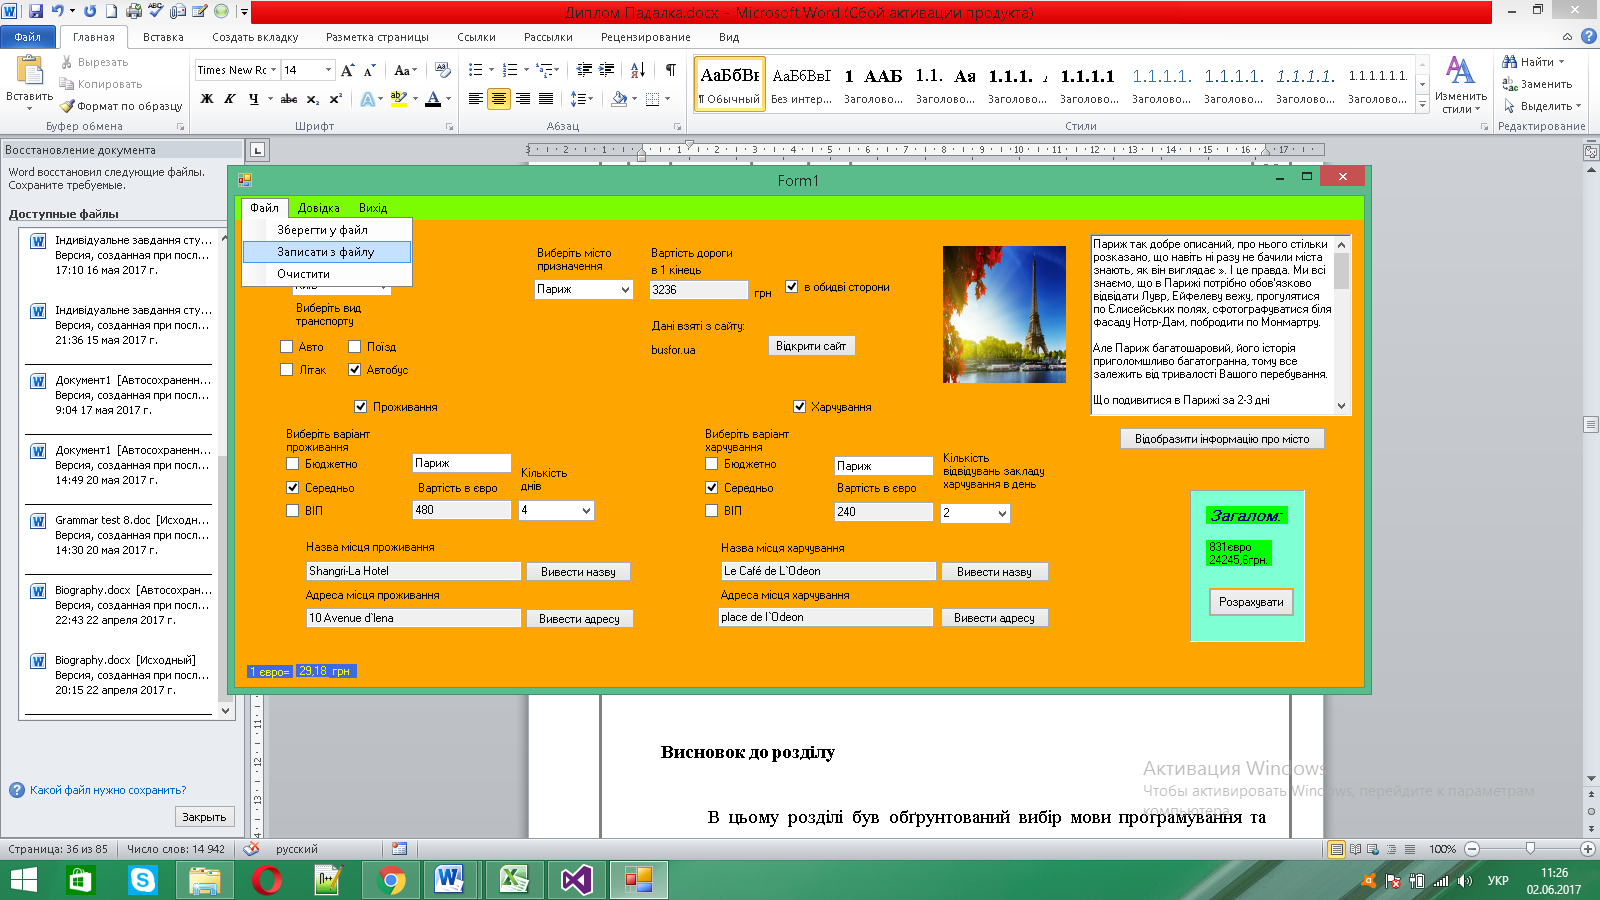 Диплом Падалка.docx - Microsoft Word (Сбой активации продукта)
Файл Главная Вставка Создать вкладку Разметка страницы Ссылки Рассылки Рецензирование Вид
Вставить
Вырезать
Копировать
Формат по образцу
Буфер обмена
Times New Rc 14
Шрифт
Абзац
АаБбВг АаБбВвГ 1 ААБ 1.1. Аа 1.1.1. 1.1.1.1 1.1.1.1. 1.1.1.1. 1.1.1.1. 1.1.1.1.1.1.
¶ Обычный Без интер... Заголово... Заголово... Заголово... Заголово... Заголово... Заголово... Заголово... Заголово...
Стили
Изменить
стили
Найти
Заменить
Выделить
Редактирование
Восстановление документа
Word восстановил следующие файлы.
Сохраните требуемые.
Доступные файлы
Індивідуальне завдання сту...
Версия, созданная при посл...
17:10 16 мая 2017 г.
Індивідуальне завдання сту...
Версия, созданная при посл...
21:36 15 мая 2017 г.
Документ1 [Автосохраненн...
Версия, созданная при посл...
9:04 17 мая 2017 г.
Документ1 [Автосохраненн...
Версия, созданная при посл...
14:49 20 мая 2017 г.
Grammar test 8.doc [Исходн...
Версия, созданная при посл...
14:30 20 мая 2017 г.
Biography.docx [Автосохран...
Версия, созданная при посл...
22:43 22 апреля 2017 г.
Biography.docx [Исходный]
Версия, созданная при посл...
20:15 22 апреля 2017 г.
Какой файл нужно сохранить?
Закрыть
Form1
Файл Довідка Вихід
Зберегти у файл
Записати з файлу
Очистити
Київ
Виберіть вид
транспорту
Авто Поїзд
Літак Автобус
Виберіть місто
призначення
Париж
Вартість дороги
в 1 кінець
3236 грн
в обидві сторони
Дані взяті з сайту:
busfor.ua
Відкрити сайт
Париж так добре описаний, про нього стільки
розказано, що навіть ні разу не бачили міста
знають, як він виглядає ». І це правда. Ми всі
знаємо, що в Парижі потрібно обов'язково
відвідати Лувр, Ейфелеву вежу, прогулятися
по Єлисейських полях, сфотографуватися біля
фасаду Нотр-Дам, побродити по Монмартру.
Але Париж багатошаровий, його історія
приголомшливо багатогранна, тому все
залежить від тривалості Вашого перебування.
Що подивитися в Парижі за 2-3 дні
Відобразити інформацію про місто
Проживання
Виберіть варіант
проживання
Бюджетно
Середньо
ВІП
Париж
Вартість в євро
480
Кількість
днів
4
Назва місця проживання
Shangri-La Hotel
Вивести назву
Адреса місця проживання
10 Avenue d`Iena
Вивести адресу
Харчування
Виберіть варіант
харчування
Бюджетно
Середньо
ВІП
Париж
Вартість в євро
240
Кількість
відвідувань закладу
харчування в день
2
Назва місця харчування
Le Café de L`Odeon
Вивести назву
Адреса місця харчування
place de l`Odeon
Вивести адресу
Загалом:
831євро
24245,6грн.
Розрахувати
1 євро= 29,18 грн
Висновок до розділу
В цьому розділі був обґрунтований вибір мови програмування та
Активация Windows
Чтобы активировать Windows, перейдите к параметрам
компьютера.
Страница: 36 из 85 Число слов: 14 942 русский 100%
УКР
11:26
02.06.2017